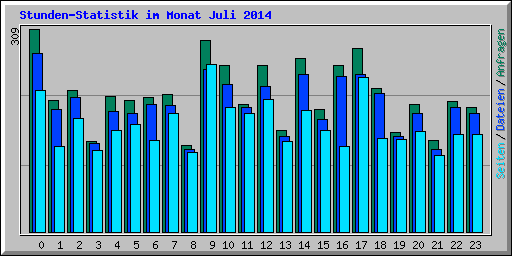 Stunden-Statistik im Monat Juli 2014
309
Seiten / Dateien / Anfragen
0 1 2 3 4 5 6 7 8 9 10 11 12 13 14 15 16 17 18 19 20 21 22 23